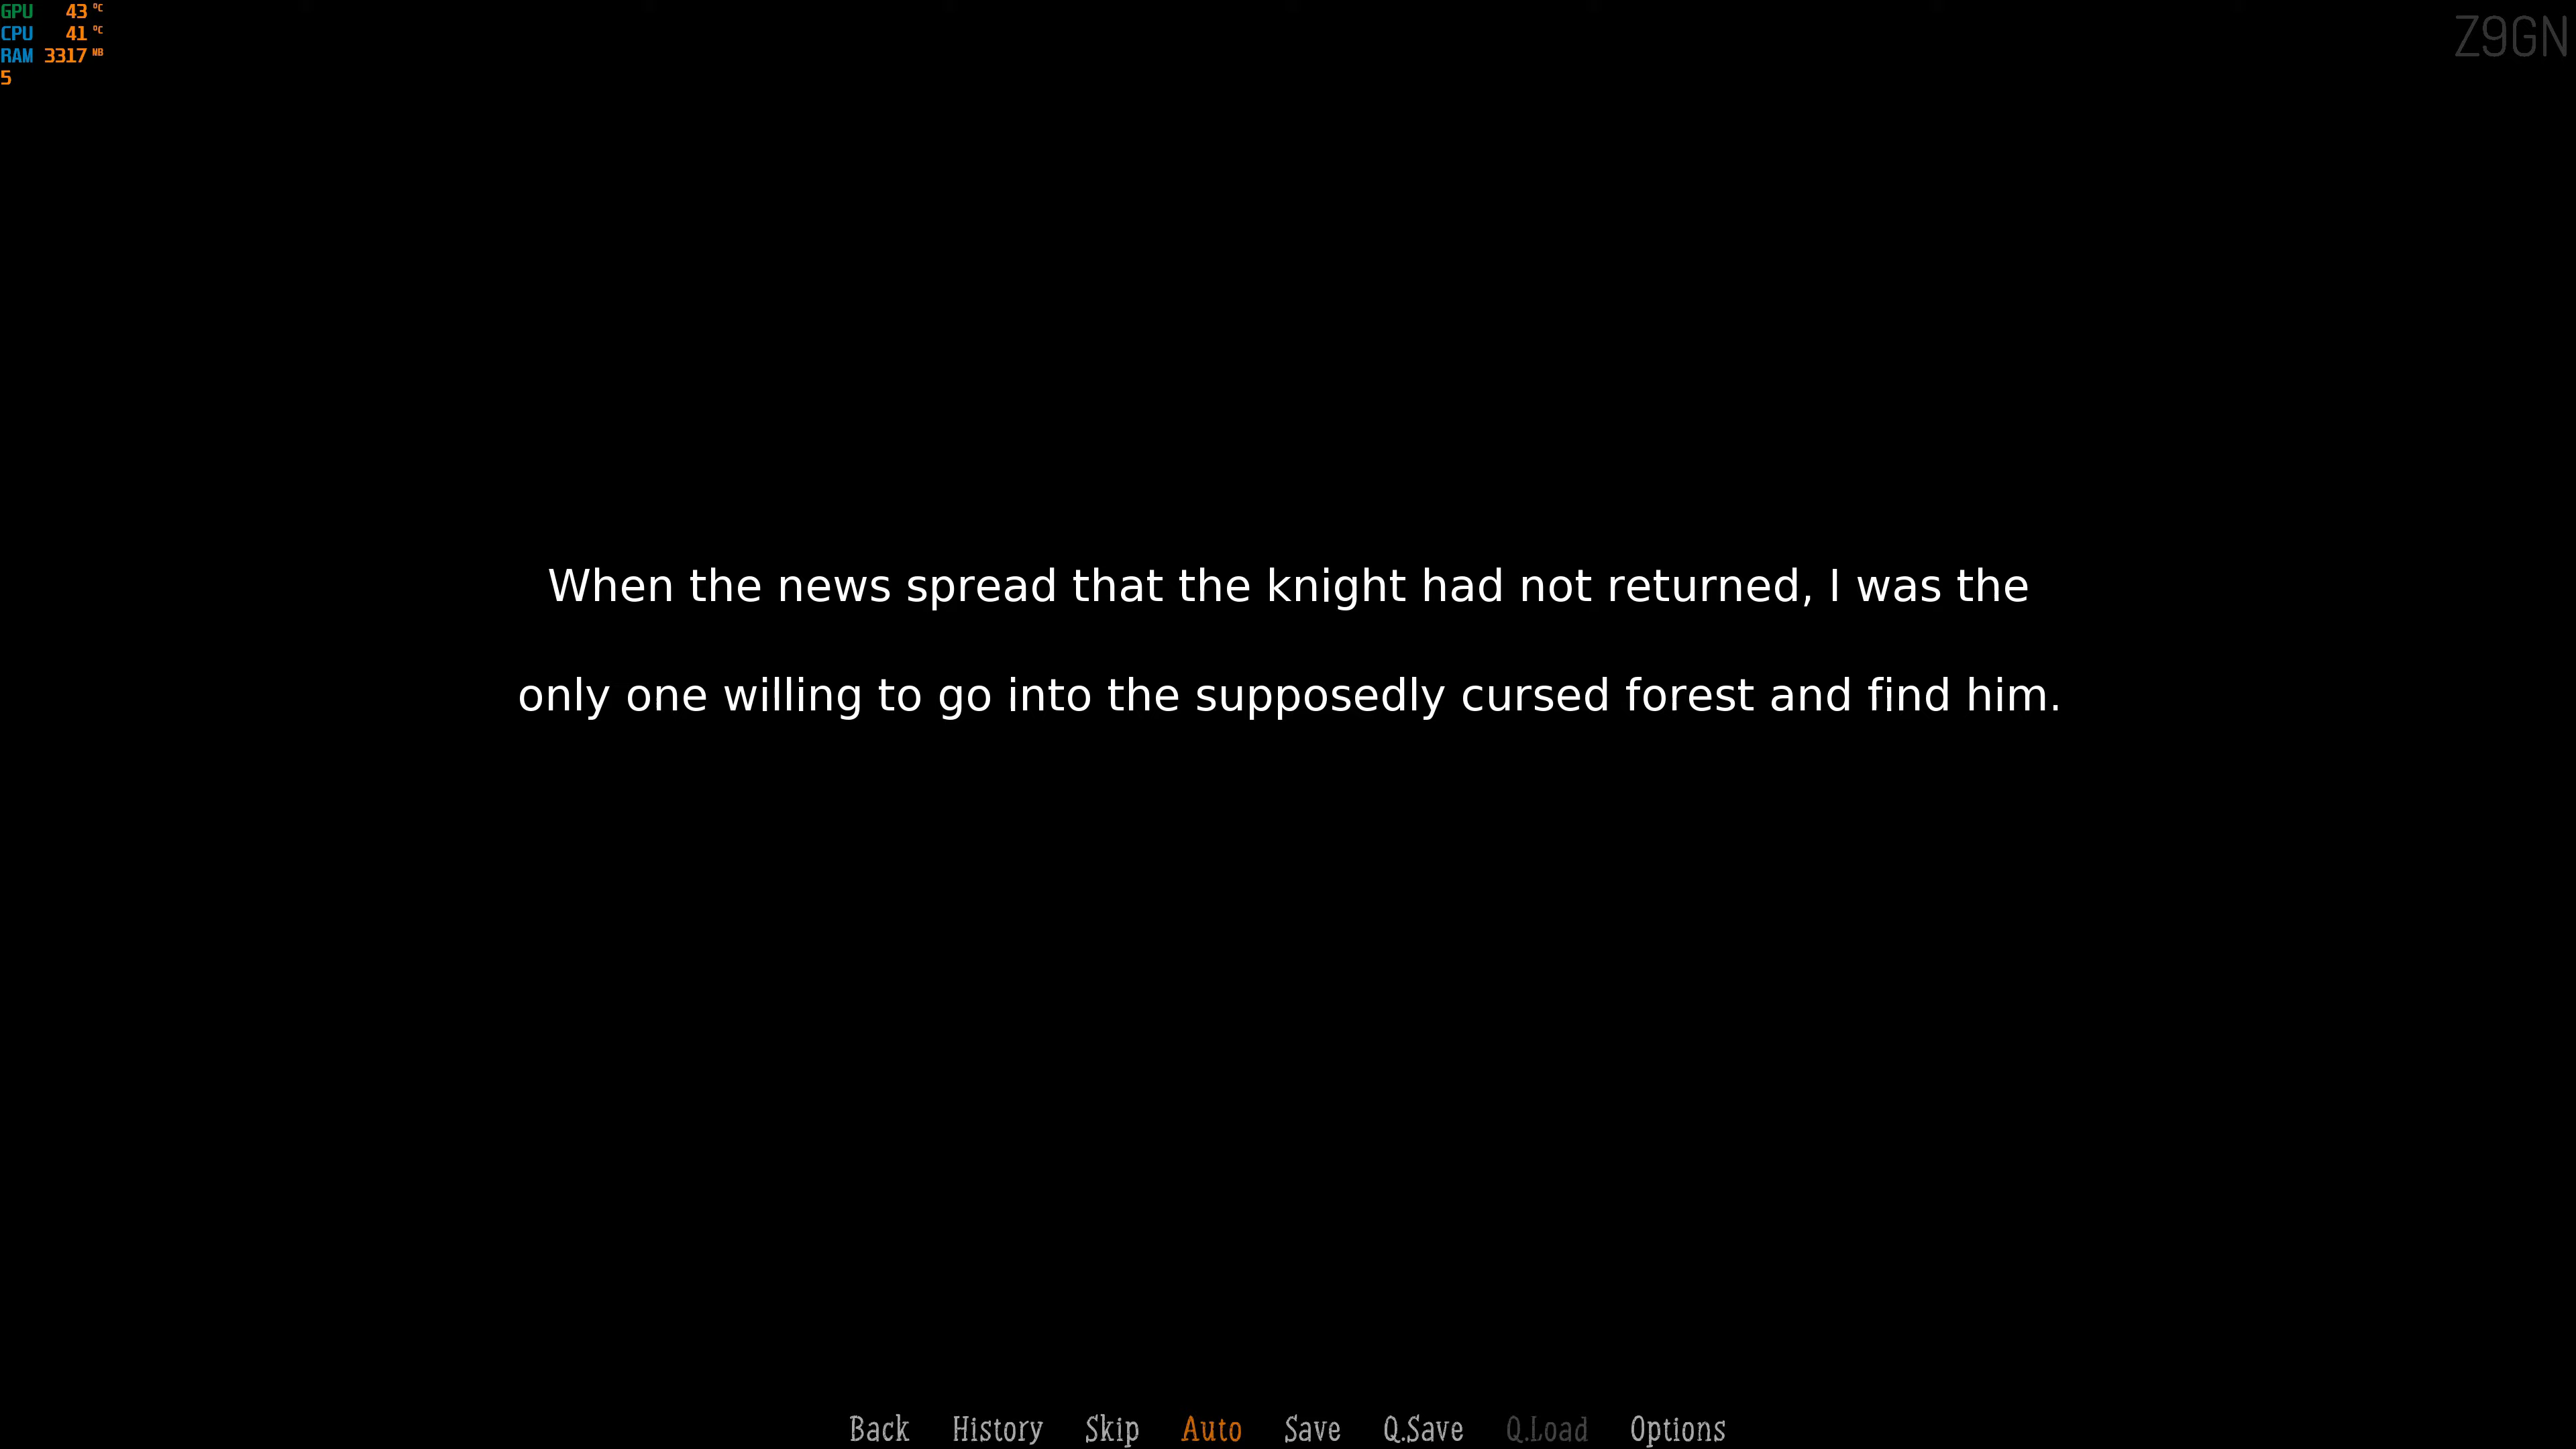 GPU 43 °C
CPU 41 °C
RAM 3317 MB
5
Z9GN
When the news spread that the knight had not returned, I was the
only one willing to go into the supposedly cursed forest and find him.
Back History Skip Auto Save Q.Save Q.Load Options